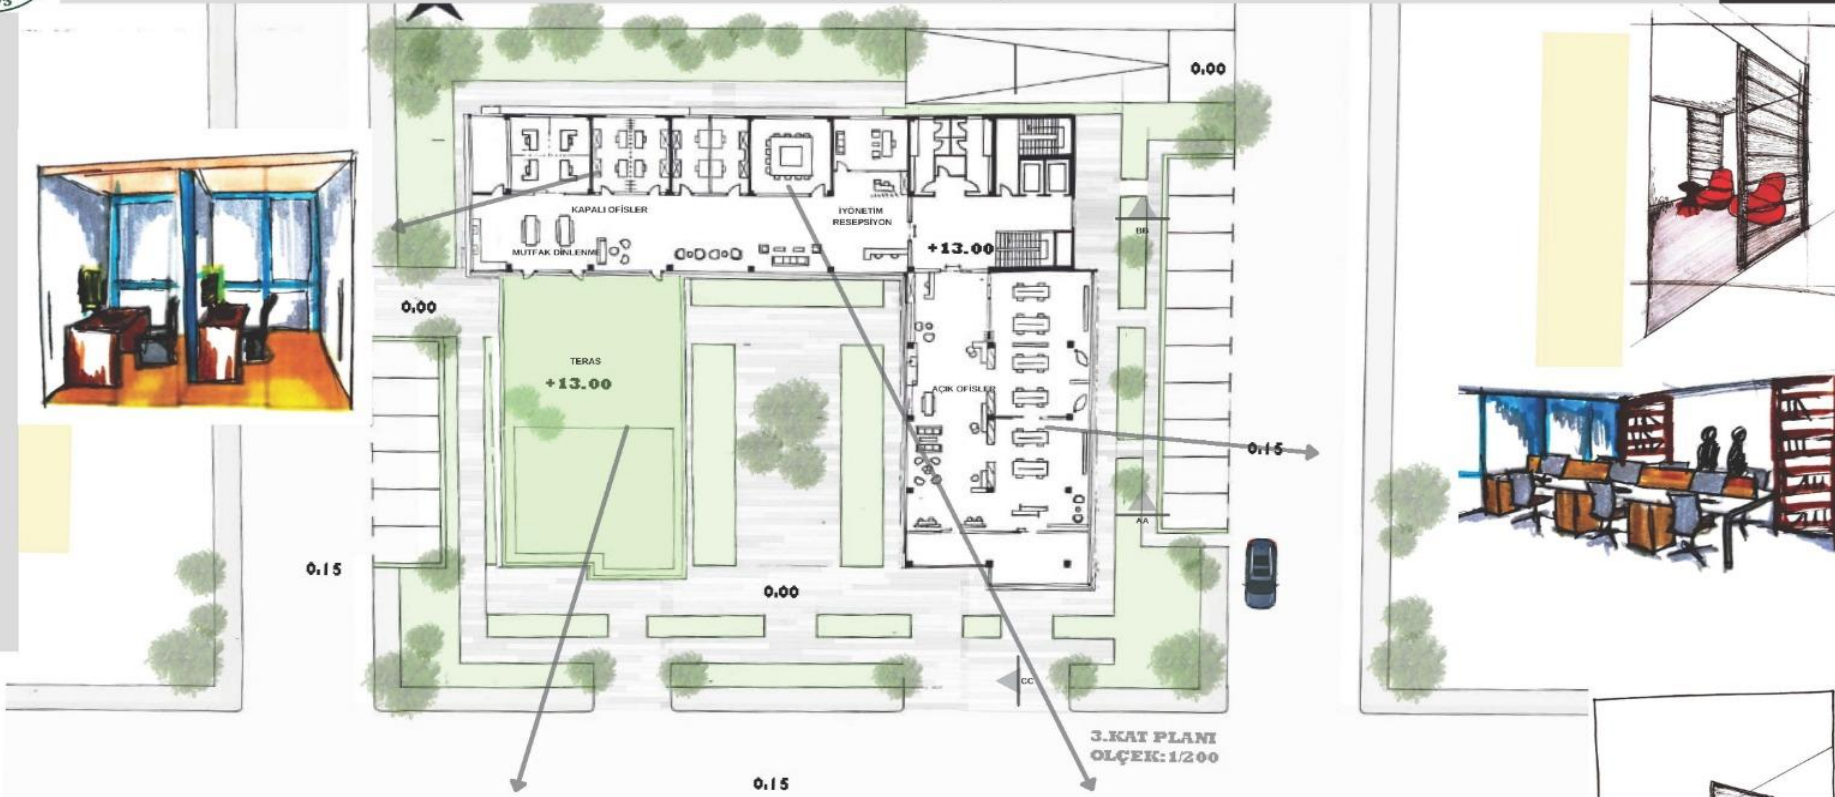 0.00
KAPALI OFİSLER
İYÖNETİM
RESEPSİYON
BB
MUTFAK DİNLENME
+13.00
0.00
TERAS
+13.00
AÇIK OFİSLER
0.15
AA
0.15
0.00
CC
3.KAT PLANI
OLÇEK:1/200
0.15